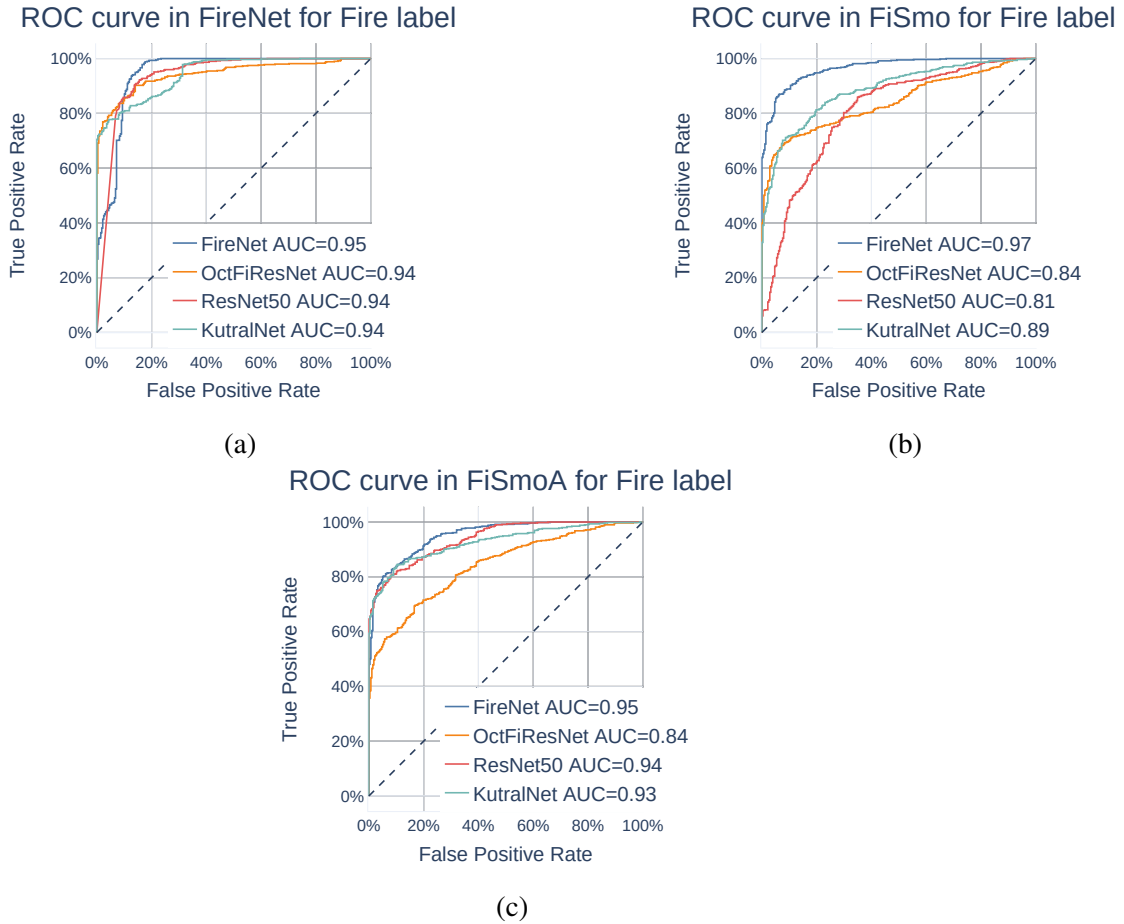 ROC curve in FireNet for Fire label
100%
80%
60%
40%
20%
0%
True Positive Rate
FireNet AUC=0.95
OctFiResNet AUC=0.94
ResNet50 AUC=0.94
KutralNet AUC=0.94
0% 20% 40% 60% 80% 100%
False Positive Rate
(a)
ROC curve in FiSmo for Fire label
100%
80%
60%
40%
20%
0%
True Positive Rate
FireNet AUC=0.97
OctFiResNet AUC=0.84
ResNet50 AUC=0.81
KutralNet AUC=0.89
0% 20% 40% 60% 80% 100%
False Positive Rate
(b)
ROC curve in FiSmoA for Fire label
100%
80%
60%
40%
20%
0%
True Positive Rate
FireNet AUC=0.95
OctFiResNet AUC=0.84
ResNet50 AUC=0.94
KutralNet AUC=0.93
0% 20% 40% 60% 80% 100%
False Positive Rate
(c)